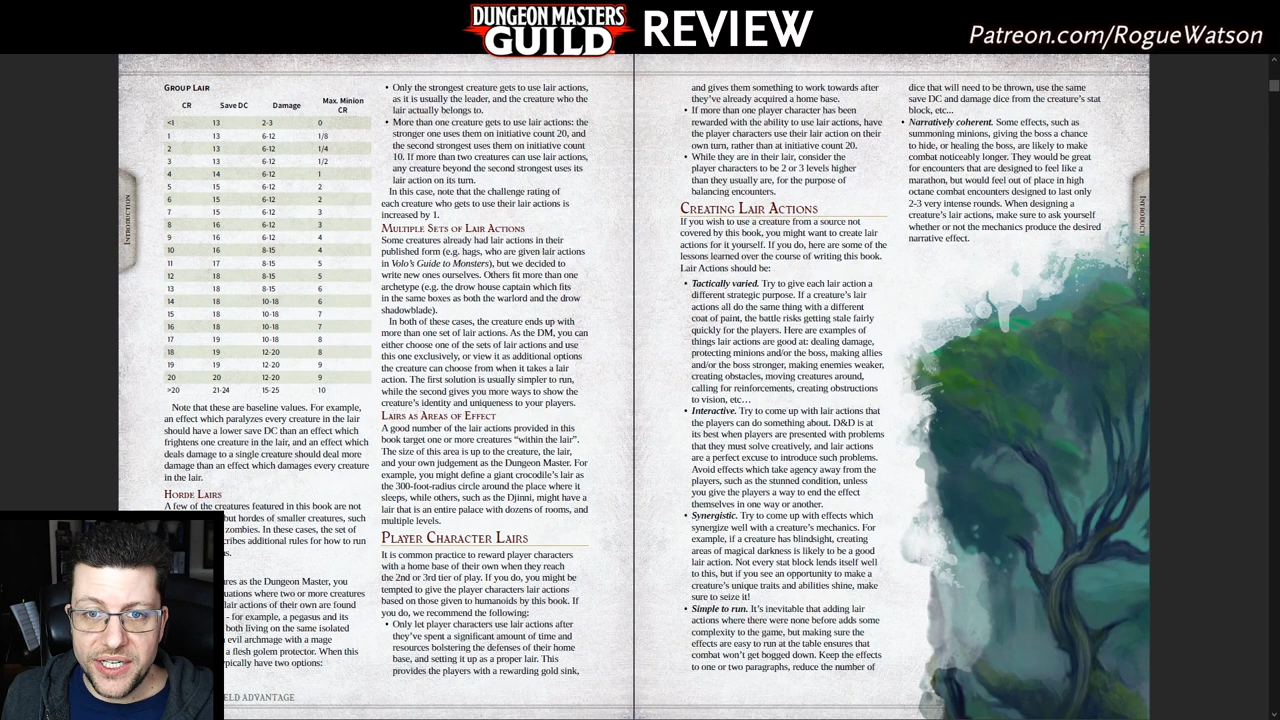 DUNGEON MASTERS
GUILD
REVIEW
Patreon.com/RogueWatson
INTRODUCTION
GROUP LAIR
CR Save DC Damage Max. Minion CR
<1 13 2-3 0
1 13 6-12 1/8
2 13 6-12 1/4
3 13 6-12 1/2
4 14 6-12 1
5 15 6-12 2
6 15 6-12 2
7 15 6-12 3
8 16 6-12 3
9 16 6-12 4
10 16 8-15 4
11 17 8-15 5
12 18 8-15 5
13 18 8-15 6
14 18 10-18 6
15 18 10-18 7
16 18 10-18 7
17 19 10-18 8
18 19 12-20 8
19 19 12-20 9
20 20 12-20 9
>20 21-24 15-25 10
Note that these are baseline values. For example,
an effect which paralyzes every creature in the lair
should have a lower save DC than an effect which
frightens one creature in the lair, and an effect which
deals damage to a single creature should deal more
damage than an effect which damages every creature
in the lair.
HORDE LAIRS
A few of the creatures featured in this book are not
but hordes of smaller creatures, such
zombies. In these cases, the set of
cribes additional rules for how to run
s.
res as the Dungeon Master, you
uations where two or more creatures
lair actions of their own are found
- for example, a pegasus and its
both living on the same isolated
evil archmage with a mage
a flesh golem protector. When this
ypically have two options:
ELD ADVANTAGE
• Only the strongest creature gets to use lair actions,
as it is usually the leader, and the creature who the
lair actually belongs to.
• More than one creature gets to use lair actions: the
stronger one uses them on initiative count 20, and
the second strongest uses them on initiative count
10. If more than two creatures can use lair actions,
any creature beyond the second strongest uses its
lair action on its turn.
In this case, note that the challenge rating of
each creature who gets to use their lair actions is
increased by 1.
MULTIPLE SETS OF LAIR ACTIONS
Some creatures already had lair actions in their
published form (e.g. hags, who are given lair actions
in Volo's Guide to Monsters), but we decided to
write new ones ourselves. Others fit more than one
archetype (e.g. the drow house captain which fits
in the same boxes as both the warlord and the drow
shadowblade).
In both of these cases, the creature ends up with
more than one set of lair actions. As the DM, you can
either choose one of the sets of lair actions and use
this one exclusively, or view it as additional options
the creature can choose from when it takes a lair
action. The first solution is usually simpler to run,
while the second gives you more ways to show the
creature's identity and uniqueness to your players.
LAIRS AS AREAS OF EFFECT
A good number of the lair actions provided in this
book target one or more creatures “within the lair”.
The size of this area is up to the creature, the lair,
and your own judgement as the Dungeon Master. For
example, you might define a giant crocodile's lair as
the 300-foot-radius circle around the place where it
sleeps, while others, such as the Djinni, might have a
lair that is an entire palace with dozens of rooms, and
multiple levels.
PLAYER CHARACTER LAIRS
It is common practice to reward player characters
with a home base of their own when they reach
the 2nd or 3rd tier of play. If you do, you might be
tempted to give the player characters lair actions
based on those given to humanoids by this book. If
you do, we recommend the following:
• Only let player characters use lair actions after
they've spent a significant amount of time and
resources bolstering the defenses of their home
base, and setting it up as a proper lair. This
provides the players with a rewarding gold sink,
and gives them something to work towards after
they've already acquired a home base.
• If more than one player character has been
rewarded with the ability to use lair actions, have
the player characters use their lair action on their
own turn, rather than at initiative count 20.
• While they are in their lair, consider the
player characters to be 2 or 3 levels higher
than they usually are, for the purpose of
balancing encounters.
CREATING LAIR ACTIONS
If you wish to use a creature from a source not
covered by this book, you might want to create lair
actions for it yourself. If you do, here are some of the
lessons learned over the course of writing this book.
Lair Actions should be:
• Tactically varied. Try to give each lair action a
different strategic purpose. If a creature's lair
actions all do the same thing with a different
coat of paint, the battle risks getting stale fairly
quickly for the players. Here are examples of
things lair actions are good at: dealing damage,
protecting minions and/or the boss, making allies
and/or the boss stronger, making enemies weaker,
creating obstacles, moving creatures around,
calling for reinforcements, creating obstructions
to vision, etc…
• Interactive. Try to come up with lair actions that
the players can do something about. D&D is at
its best when players are presented with problems
that they must solve creatively, and lair actions
are a perfect excuse to introduce such problems.
Avoid effects which take agency away from the
players, such as the stunned condition, unless
you give the players a way to end the effect
themselves in one way or another.
• Synergistic. Try to come up with effects which
synergize well with a creature's mechanics. For
example, if a creature has blindsight, creating
areas of magical darkness is likely to be a good
lair action. Not every stat block lends itself well
to this, but if you see an opportunity to make a
creature's unique traits and abilities shine, make
sure to seize it!
• Simple to run. It's inevitable that adding lair
actions where there were none before adds some
complexity to the game, but making sure the
effects are easy to run at the table ensures that
combat won't get bogged down. Keep the effects
to one or two paragraphs, reduce the number of
dice that will need to be thrown, use the same
save DC and damage dice from the creature's stat
block, etc...
• Narratively coherent. Some effects, such as
summoning minions, giving the boss a chance
to hide, or healing the boss, are likely to make
combat noticeably longer. They would be great
for encounters that are designed to feel like a
marathon, but would feel out of place in high
octane combat encounters designed to last only
2-3 very intense rounds. When designing a
creature's lair actions, make sure to ask yourself
whether or not the mechanics produce the desired
narrative effect.